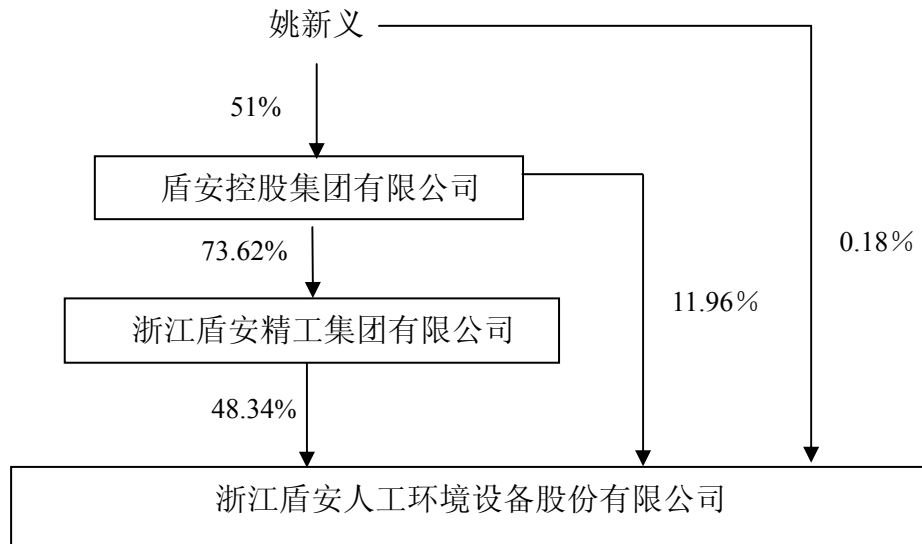 姚新义
51%
盾安控股集团有限公司
73.62%
0.18％
11.96％
浙江盾安精工集团有限公司
48.34%
浙江盾安人工环境设备股份有限公司